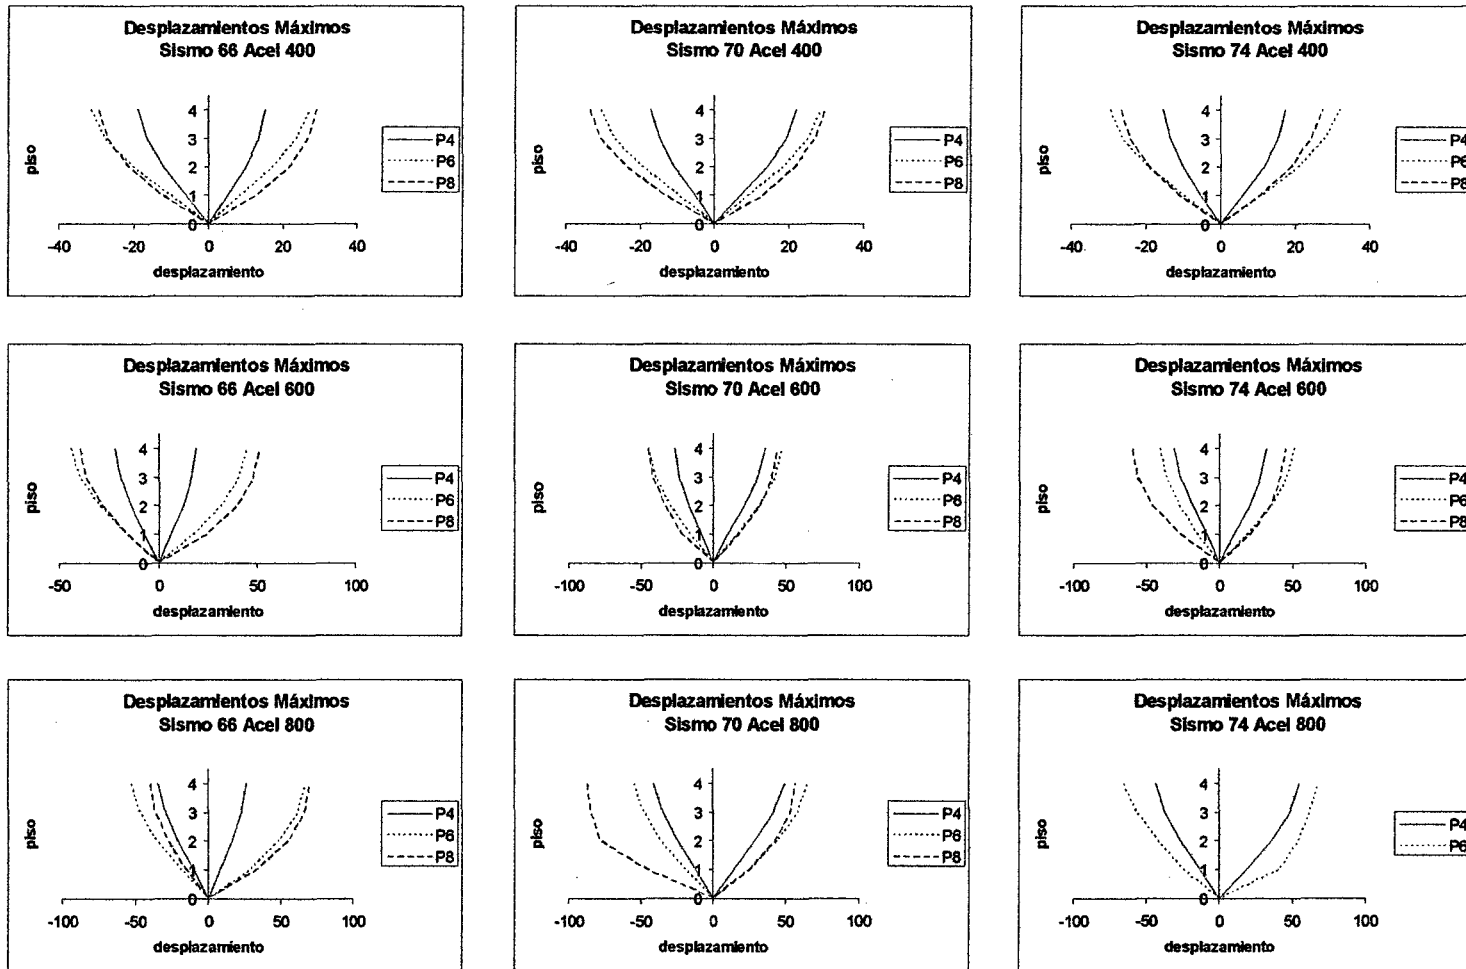 Desplazamientos Máximos
Sismo 66 Acel 400
piso
4
3
2
1
0
-40
-20
0
20
40
desplazamiento
P4
P6
P8
Desplazamientos Máximos
Sismo 70 Acel 400
piso
4
3
2
1
0
-40
-20
0
20
40
desplazamiento
P4
P6
P8
Desplazamientos Máximos
Sismo 74 Acel 400
piso
4
3
2
1
0
-40
-20
0
20
40
desplazamiento
P4
P6
P8
Desplazamientos Máximos
Sismo 66 Acel 600
piso
4
3
2
1
0
-50
0
50
100
desplazamiento
P4
P6
P8
Desplazamientos Máximos
Sismo 70 Acel 600
piso
4
3
2
1
0
-100
-50
0
50
100
desplazamiento
P4
P6
P8
Desplazamientos Máximos
Sismo 74 Acel 600
piso
4
3
2
1
0
-100
-50
0
50
100
desplazamiento
P4
P6
P8
Desplazamientos Máximos
Sismo 66 Acel 800
piso
4
3
2
1
0
-100
-50
0
50
100
desplazamiento
P4
P6
P8
Desplazamientos Máximos
Sismo 70 Acel 800
piso
4
3
2
1
0
-100
-50
0
50
100
desplazamiento
P4
P6
P8
Desplazamientos Máximos
Sismo 74 Acel 800
piso
4
3
2
1
0
-100
-50
0
50
100
desplazamiento
P4
P6